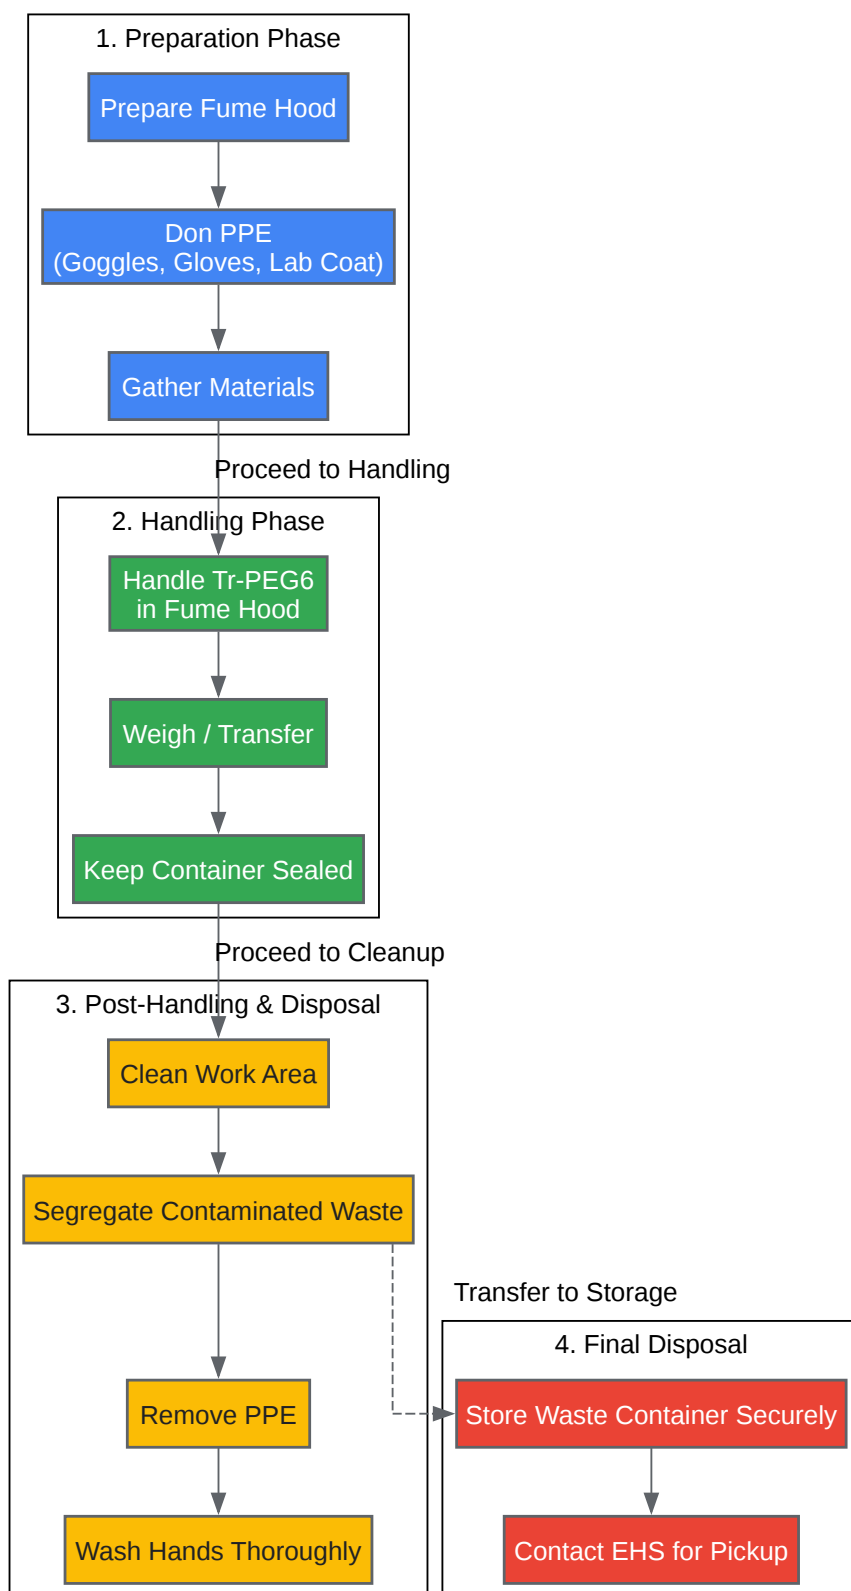 1. Preparation Phase
Prepare Fume Hood
Don PPE
(Goggles, Gloves, Lab Coat)
Gather Materials
Proceed to Handling
2. Handling Phase
Handle Tr-PEG6
in Fume Hood
Weigh / Transfer
Keep Container Sealed
Proceed to Cleanup
3. Post-Handling & Disposal
Clean Work Area
Segregate Contaminated Waste
Remove PPE
Wash Hands Thoroughly
Transfer to Storage
4. Final Disposal
Store Waste Container Securely
Contact EHS for Pickup